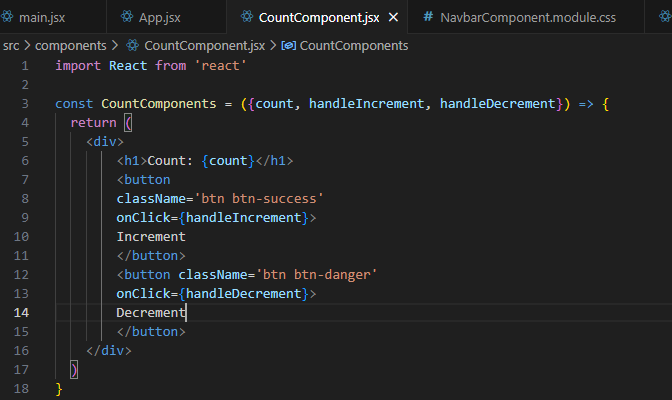 main.jsx App.jsx CountComponent.jsx × # NavbarComponent.module.css
src > components > CountComponent.jsx > CountComponents
1 import React from 'react'
2
3 const CountComponents = ({count, handleIncrement, handleDecrement}) => {
4 return (
5 <div>
6 <h1>Count: {count}</h1>
7 <button
8 className='btn btn-success'
9 onClick={handleIncrement}>
10 Increment
11 </button>
12 <button className='btn btn-danger'
13 onClick={handleDecrement}>
14 Decrement
15 </button>
16 </div>
17 )
18 }